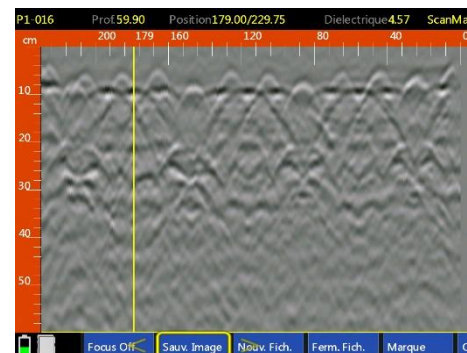 P1-016 Prof.59.90 Position179.00/229.75 Dielectrique4.57 ScanMa
cm 200 179 160 120 80 40 0
10
20
30
40
50
Focus Off Sauv. Image Nouv. Fich. Ferm. Fich. Marque